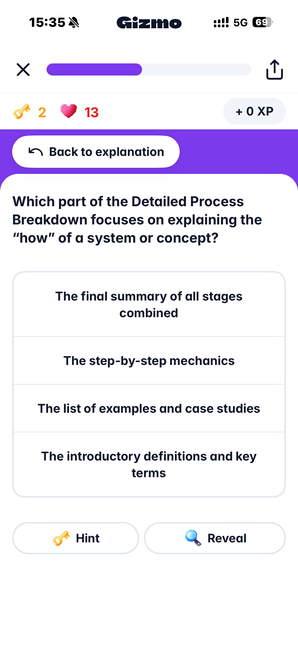 15:35 Gizmo 5G 69
2 13 + 0 XP
Back to explanation
Which part of the Detailed Process
Breakdown focuses on explaining the
“how” of a system or concept?
The final summary of all stages
combined
The step-by-step mechanics
The list of examples and case studies
The introductory definitions and key
terms
Hint Reveal